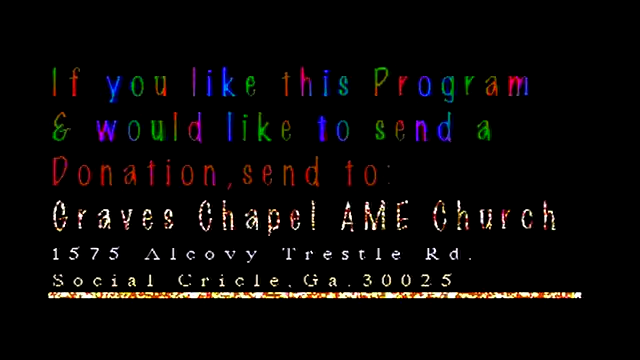 If you like this Program
& would like to send a
Donation,send to:
Graves Chapel AME Church
1575 Alcovy Trestle Rd.
Social Cricle,Ga.30025